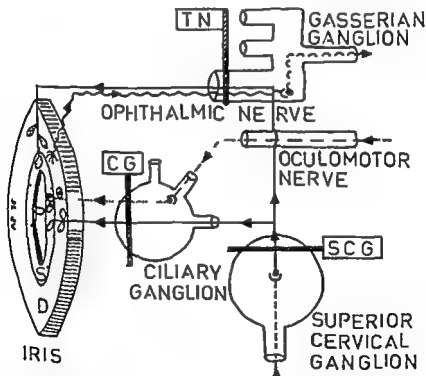 TN
GASSERIAN
GANGLION
OPHTHALMIC NERVE
OCULOMOTOR
NERVE
CG
CILIARY
GANGLION
SCG
SUPERIOR
CERVICAL
GANGLION
S
D
IRIS